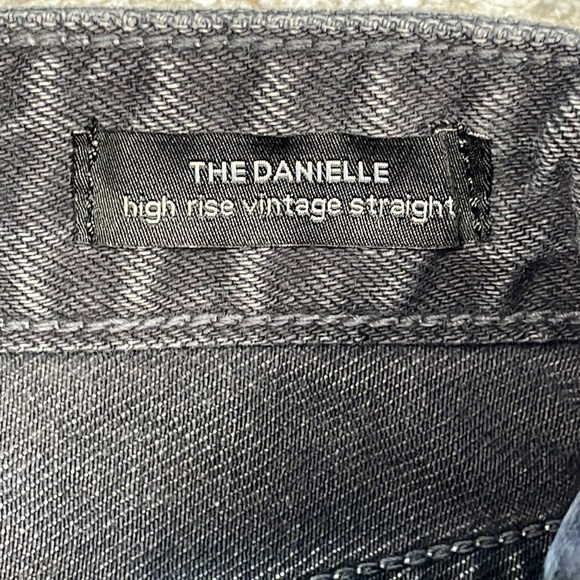 THE DANIELLE
high rise vintage straight